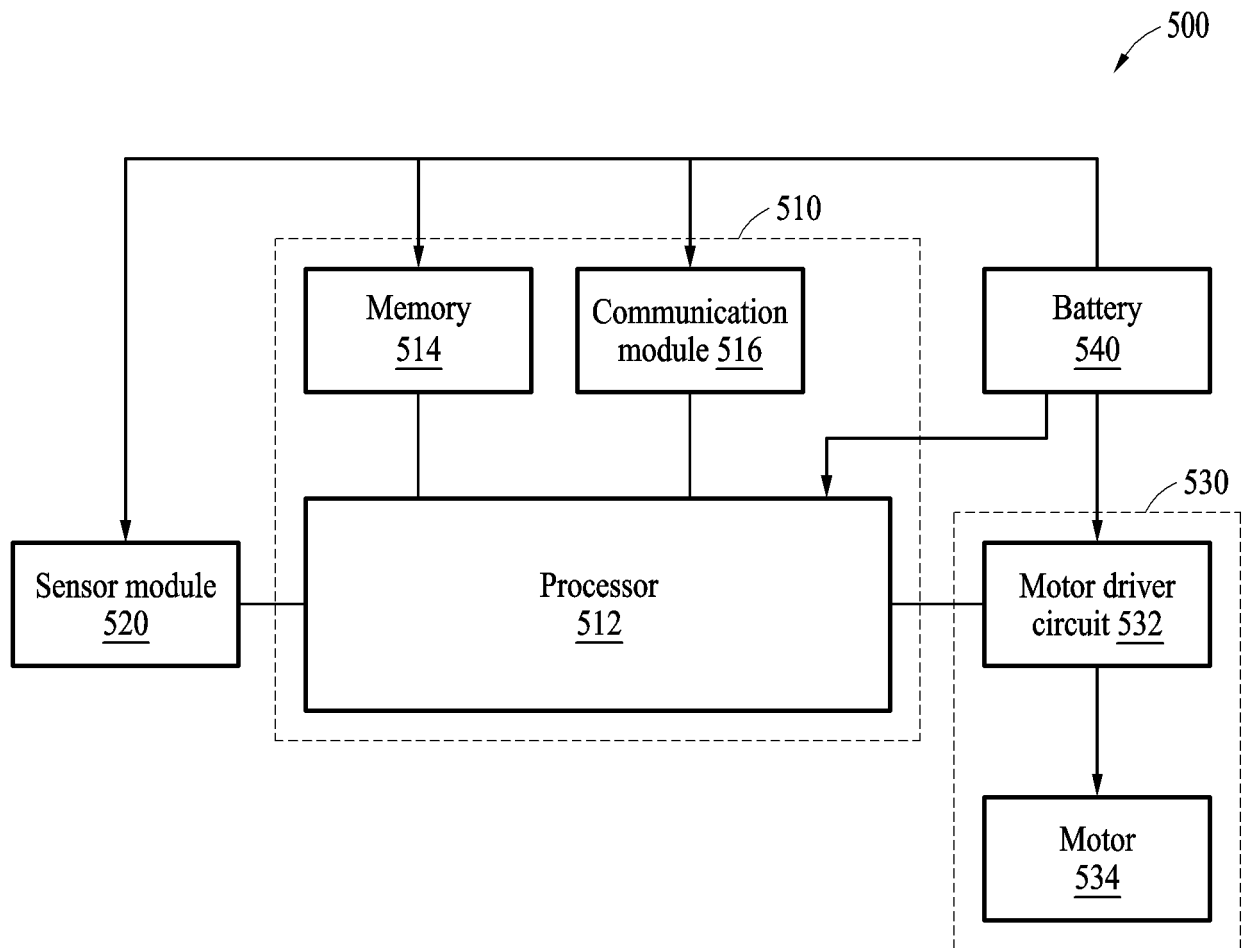 500
510
Memory
514
Communication
module 516
Battery
540
530
Sensor module
520
Processor
512
Motor driver
circuit 532
Motor
534